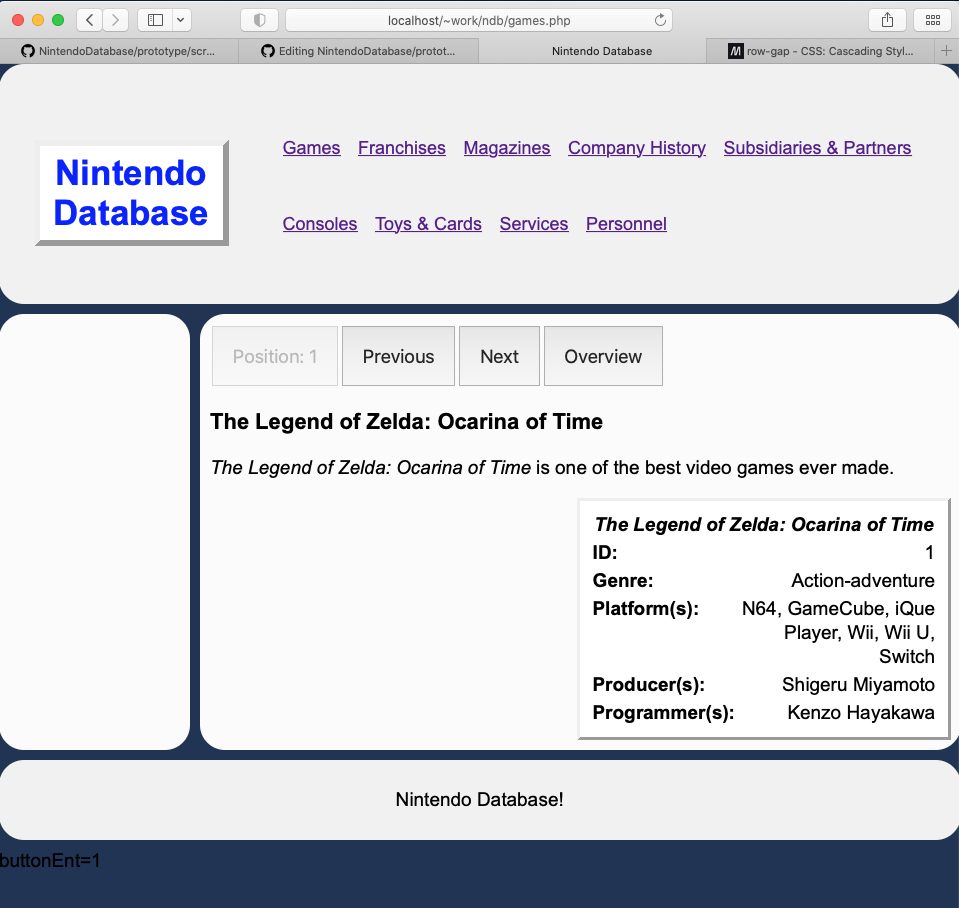 localhost/~work/ndb/games.php
NintendoDatabase/prototype/scr...
Editing NintendoDatabase/protot...
Nintendo Database
M row-gap - CSS: Cascading Styl...
Nintendo
Database
Games Franchises Magazines Company History Subsidiaries & Partners
Consoles Toys & Cards Services Personnel
Position: 1 Previous Next Overview
The Legend of Zelda: Ocarina of Time
The Legend of Zelda: Ocarina of Time is one of the best video games ever made.
The Legend of Zelda: Ocarina of Time
ID: 1
Genre: Action-adventure
Platform(s): N64, GameCube, iQue
Player, Wii, Wii U,
Switch
Producer(s): Shigeru Miyamoto
Programmer(s): Kenzo Hayakawa
Nintendo Database!
buttonEnt=1